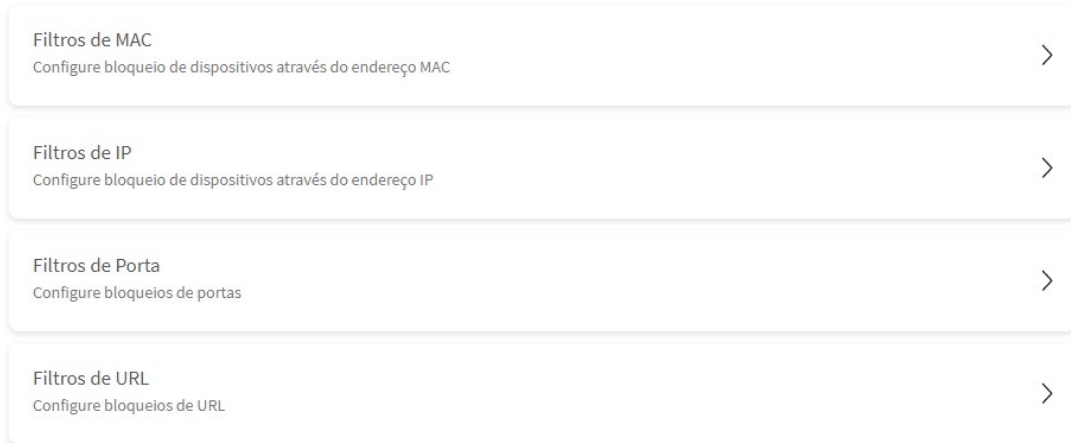 Filtros de MAC
Configure bloqueio de dispositivos através do endereço MAC
Filtros de IP
Configure bloqueio de dispositivos através do endereço IP
Filtros de Porta
Configure bloqueios de portas
Filtros de URL
Configure bloqueios de URL